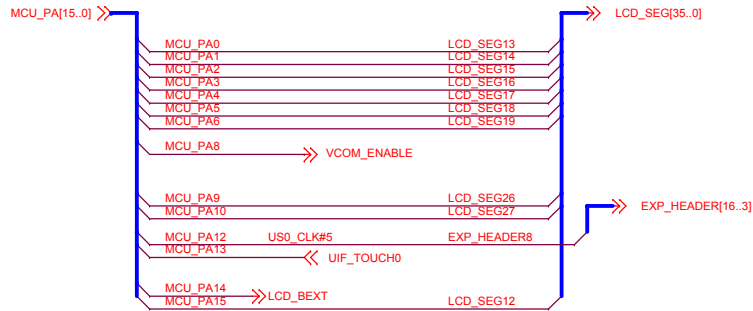 MCU_PA[15..0] LCD_SEG[35..0]
MCU_PA0 LCD_SEG13
MCU_PA1 LCD_SEG14
MCU_PA2 LCD_SEG15
MCU_PA3 LCD_SEG16
MCU_PA4 LCD_SEG17
MCU_PA5 LCD_SEG18
MCU_PA6 LCD_SEG19
MCU_PA8 VCOM_ENABLE
MCU_PA9 LCD_SEG26
MCU_PA10 LCD_SEG27
EXP_HEADER[16..3]
MCU_PA12 US0_CLK#5 EXP_HEADER8
MCU_PA13 UIF_TOUCH0
MCU_PA14 LCD_BEXT
MCU_PA15 LCD_SEG12